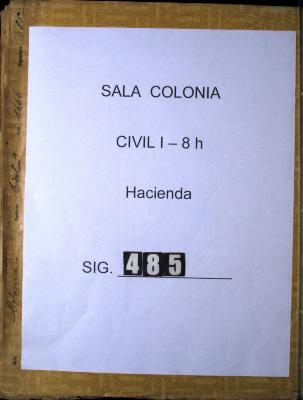 SALA COLONIA
CIVIL I – 8 h
Hacienda
SIG. 485